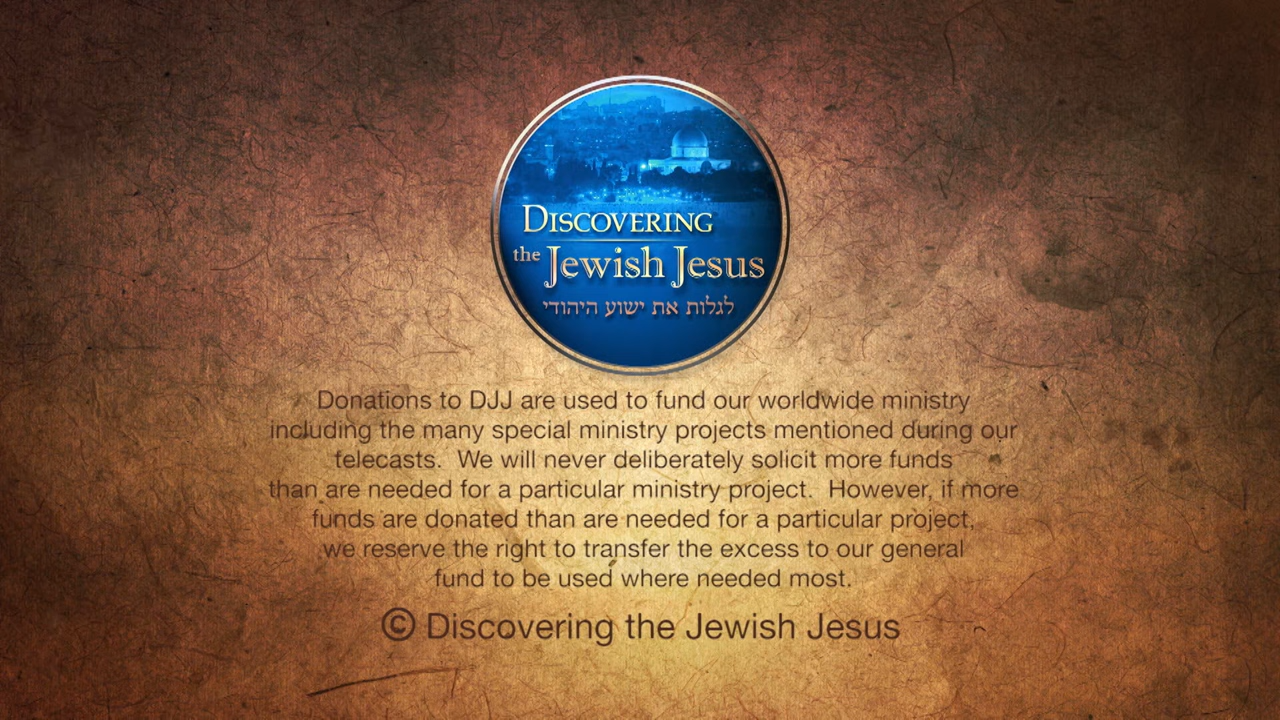 DISCOVERING
the Jewish Jesus
לגלות את ישוע היהודי
Donations to DJJ are used to fund our worldwide ministry
including the many special ministry projects mentioned during our
telecasts.  We will never deliberately solicit more funds
than are needed for a particular ministry project.  However, if more
funds are donated than are needed for a particular project,
we reserve the right to transfer the excess to our general
fund to be used where needed most.
© Discovering the Jewish Jesus